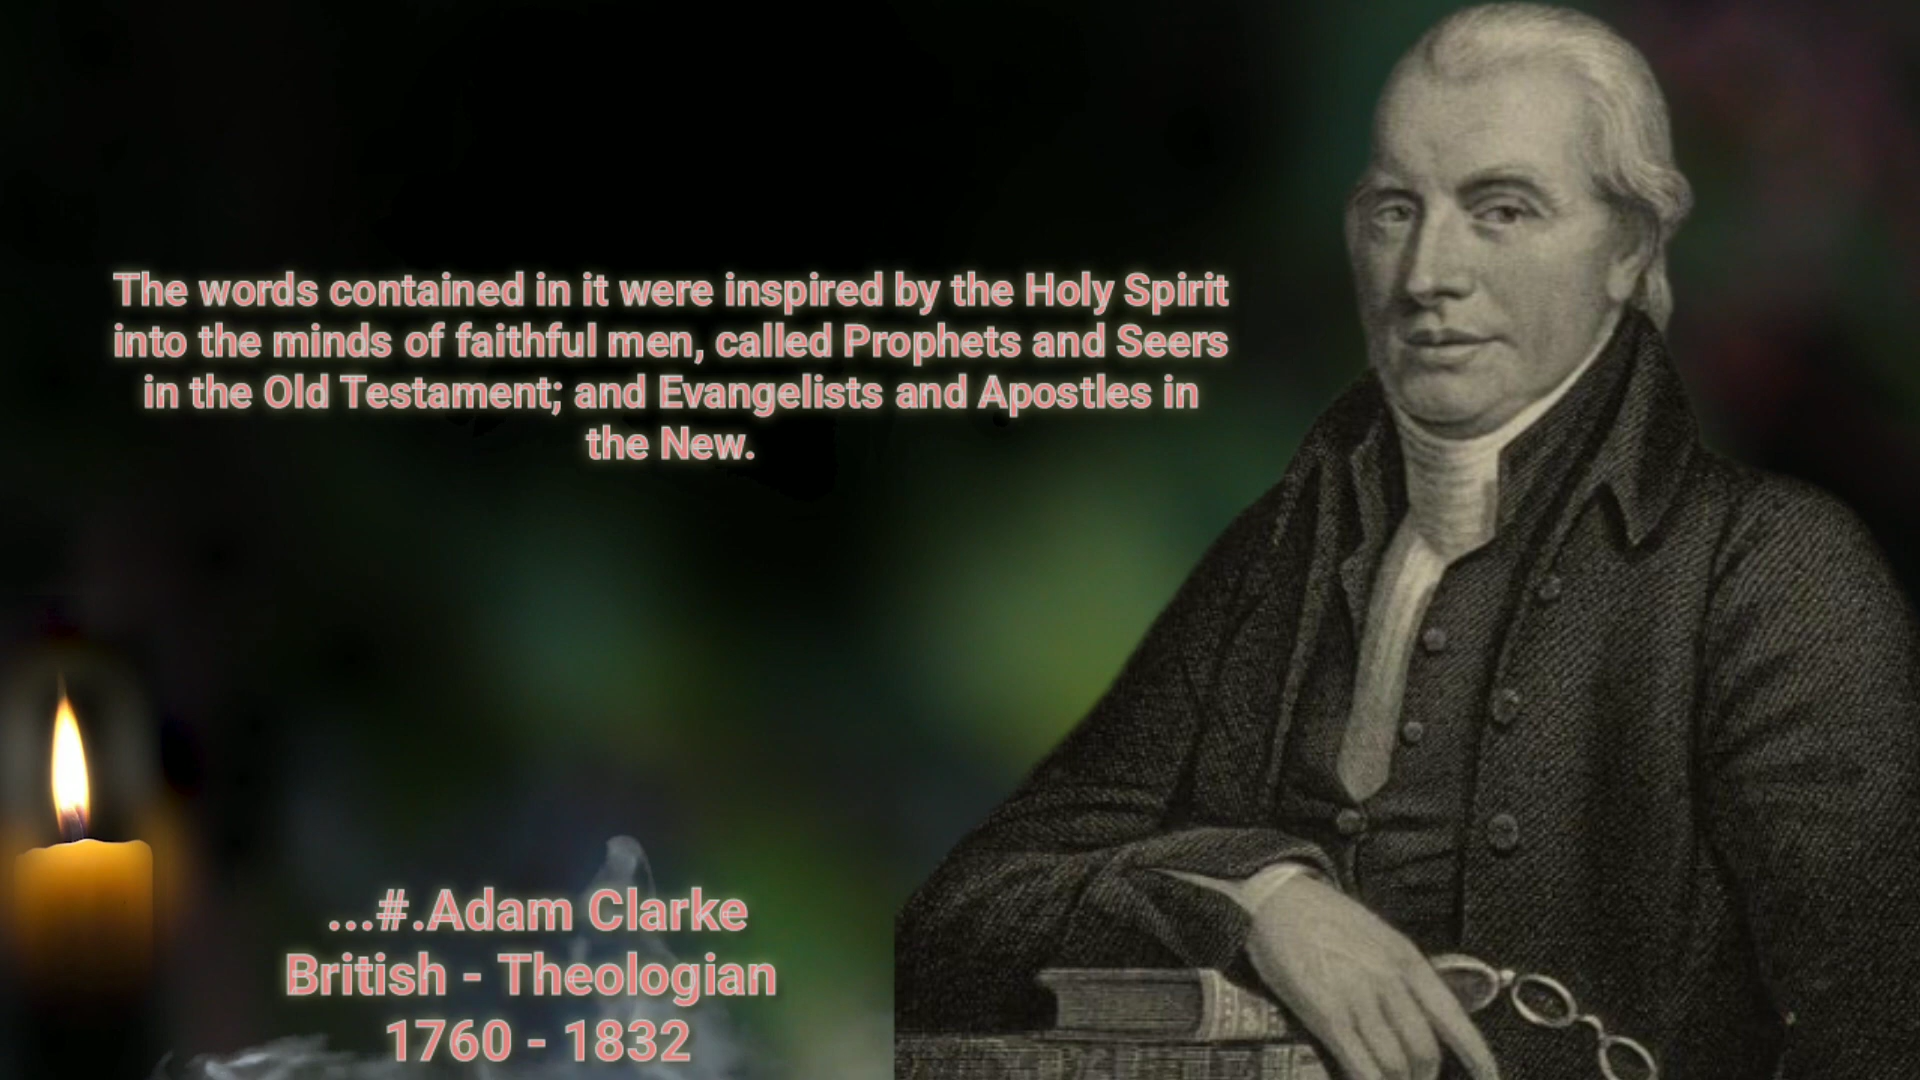 The words contained in it were inspired by the Holy Spirit
into the minds of faithful men, called Prophets and Seers
in the Old Testament; and Evangelists and Apostles in
the New.
...#.Adam Clarke
British - Theologian
1760 - 1832